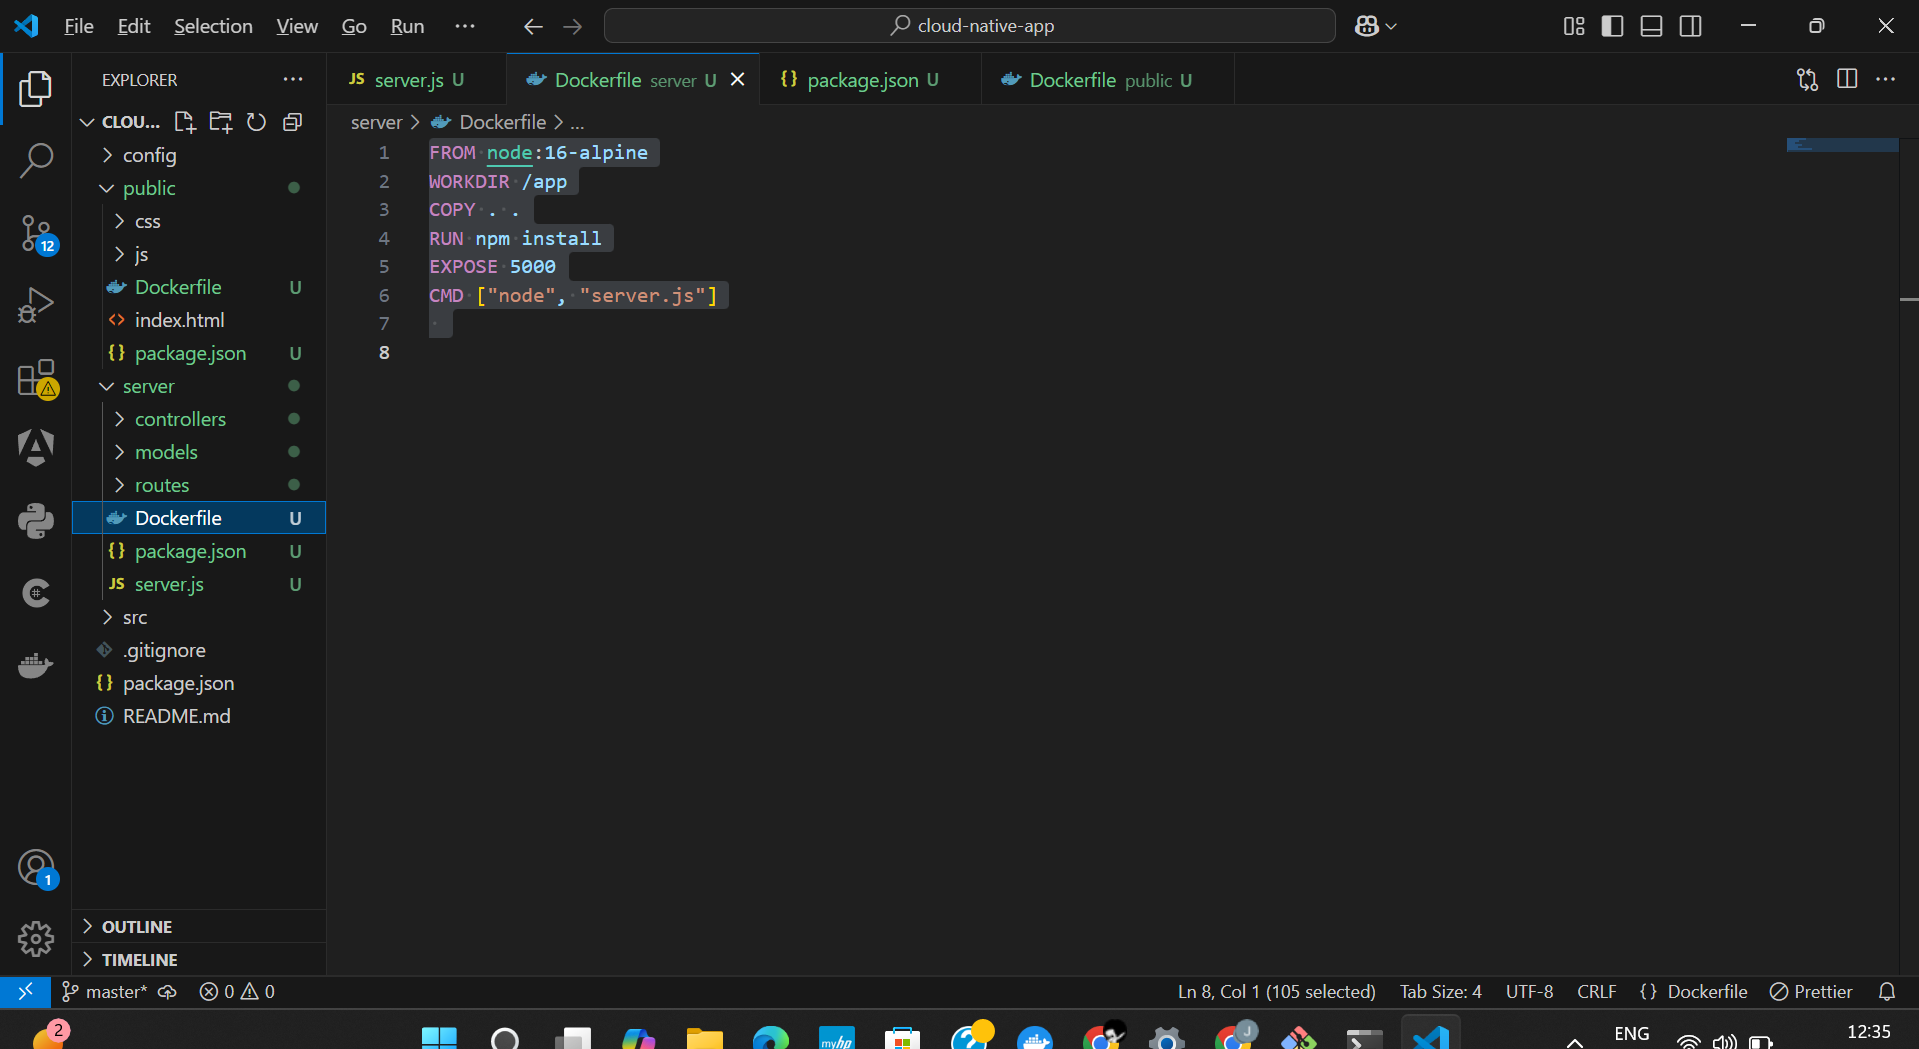 File Edit Selection View Go Run ···
cloud-native-app
EXPLORER ···
JS server.js U
Dockerfile server U
{} package.json U
Dockerfile public U
···
CLOU...
server > Dockerfile > ...
config
public
css
js
Dockerfile U
index.html
{} package.json U
server
controllers
models
routes
Dockerfile U
{} package.json U
JS server.js U
src
.gitignore
{} package.json
README.md
12
1
1 FROM node:16-alpine
2 WORKDIR /app
3 COPY . .
4 RUN npm install
5 EXPOSE 5000
6 CMD ["node", "server.js"]
7
8
OUTLINE
TIMELINE
master* 0 0
Ln 8, Col 1 (105 selected) Tab Size: 4 UTF-8 CRLF {} Dockerfile Prettier
2
myhp
J
ENG
12:35